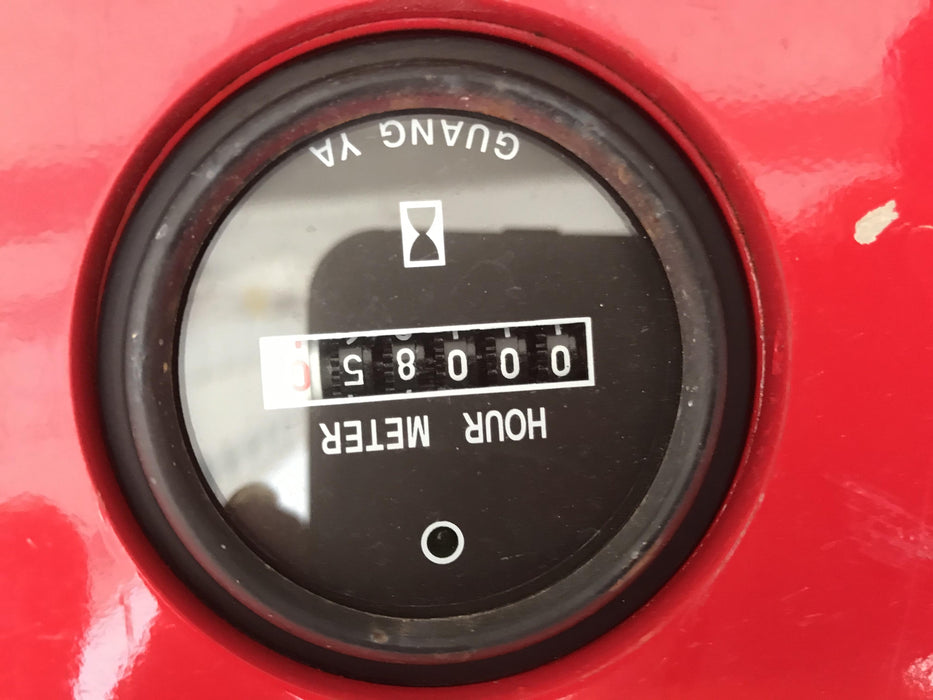 HOUR METER
00085
GUANG YA